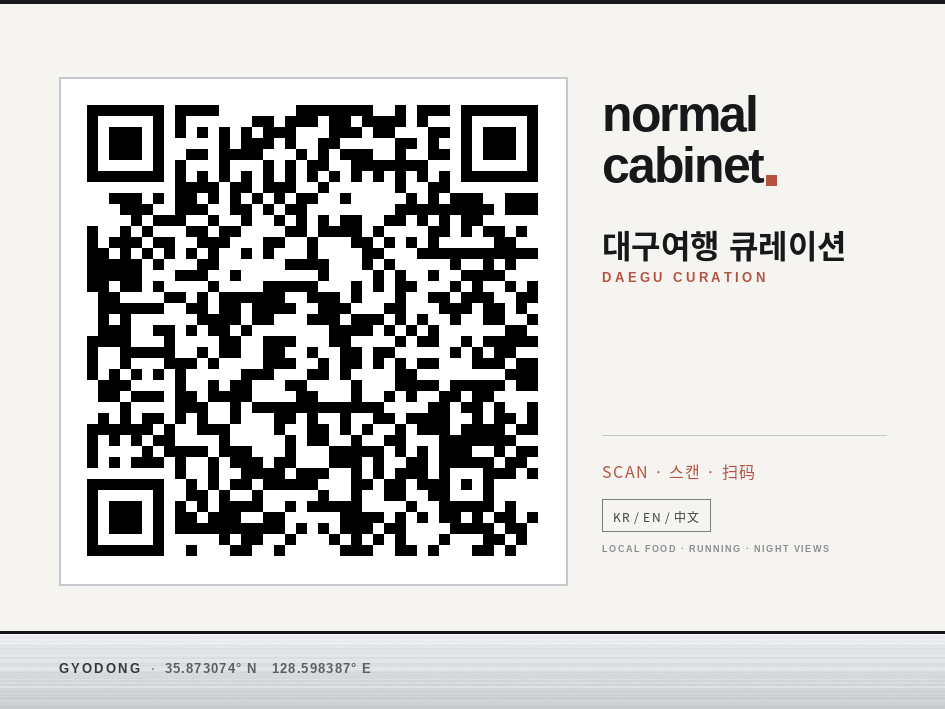 normal
cabinet.
대구여행 큐레이션
DAEGU CURATION
SCAN · 스캔 · 扫码
KR / EN / 中文
LOCAL FOOD · RUNNING · NIGHT VIEWS
GYODONG · 35.873074° N 128.598387° E